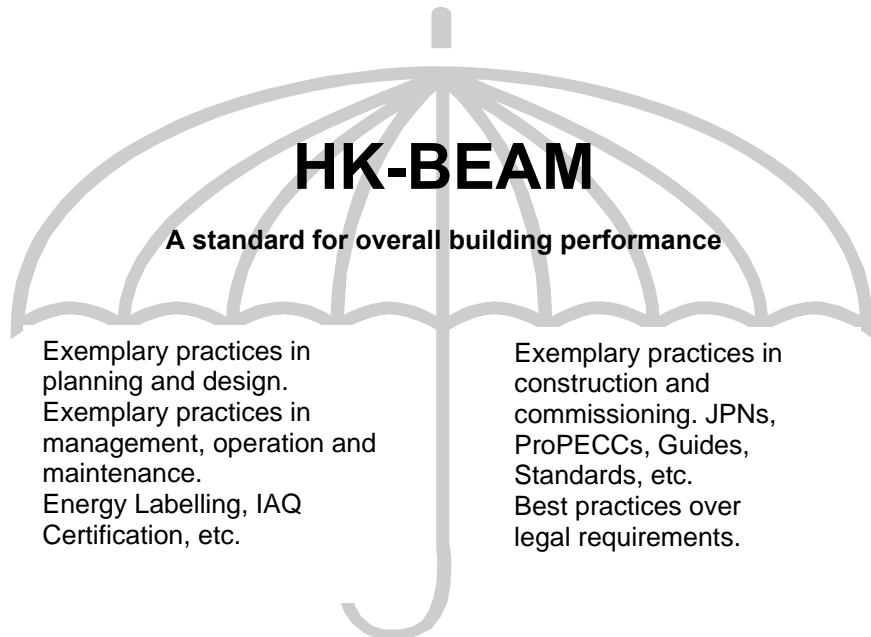 HK-BEAM
A standard for overall building performance
Exemplary practices in
planning and design.
Exemplary practices in
management, operation and
maintenance.
Energy Labelling, IAQ
Certification, etc.
Exemplary practices in
construction and
commissioning. JPNs,
ProPECCs, Guides,
Standards, etc.
Best practices over
legal requirements.